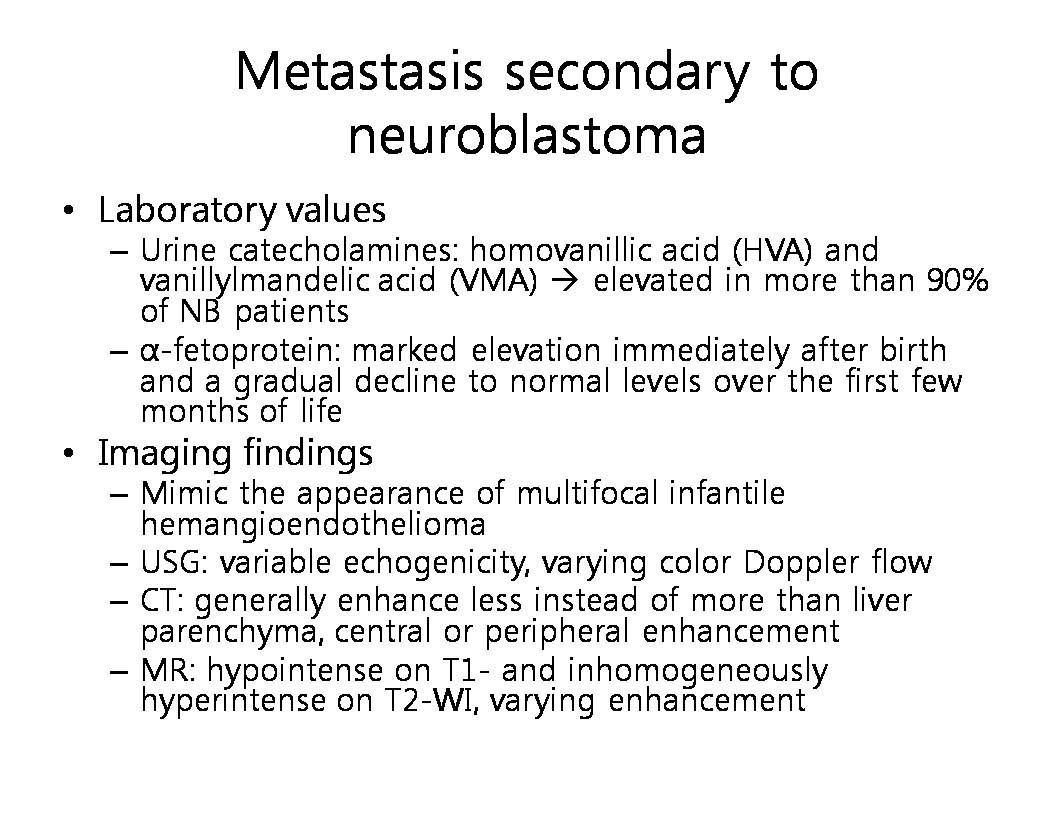 Metastasis secondary to
neuroblastoma
• Laboratory values
– Urine catecholamines: homovanillic acid (HVA) and
vanillylmandelic acid (VMA) → elevated in more than 90%
of NB patients
– α-fetoprotein: marked elevation immediately after birth
and a gradual decline to normal levels over the first few
months of life
• Imaging findings
– Mimic the appearance of multifocal infantile
hemangioendothelioma
– USG: variable echogenicity, varying color Doppler flow
– CT: generally enhance less instead of more than liver
parenchyma, central or peripheral enhancement
– MR: hypointense on T1- and inhomogeneously
hyperintense on T2-WI, varying enhancement